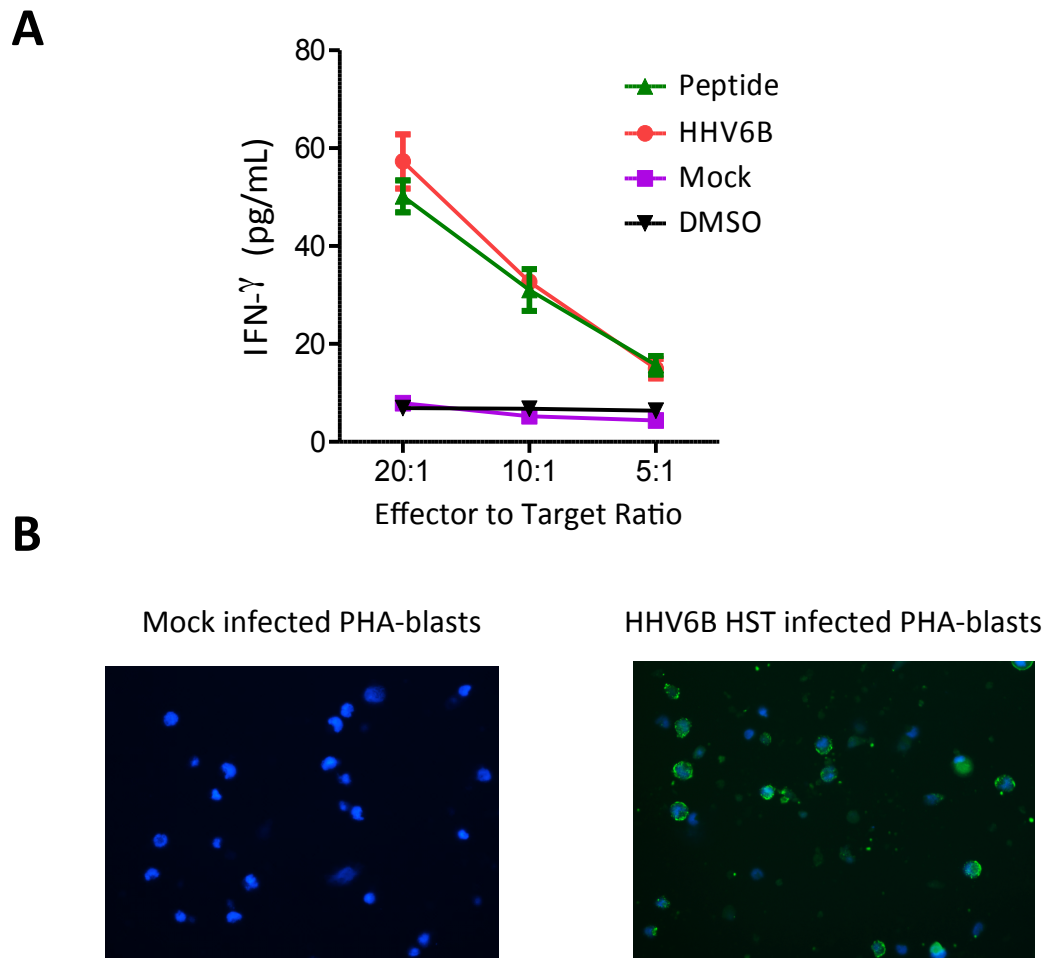 A
80
60
40
20
0
IFN-γ (pg/mL)
Peptide
HHV6B
Mock
DMSO
20:1 10:1 5:1
Effector to Target Ratio
B
Mock infected PHA-blasts
HHV6B HST infected PHA-blasts